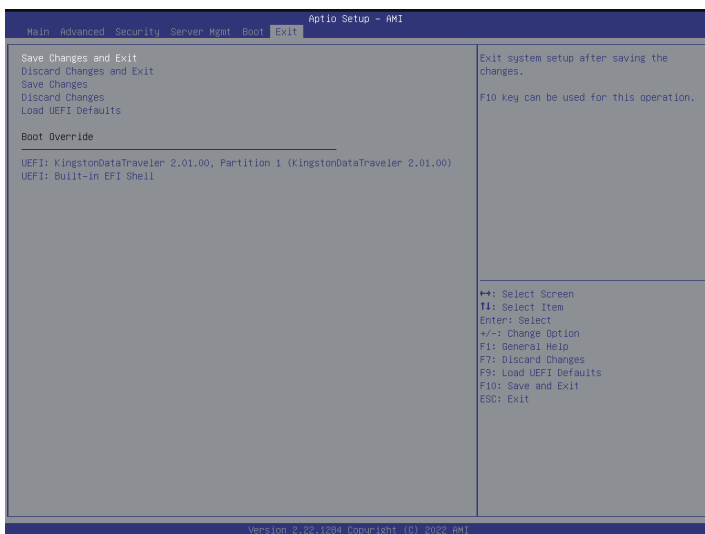 Aptio Setup – AMI
Main Advanced Security Server Mgmt Boot Exit
Save Changes and Exit
Discard Changes and Exit
Save Changes
Discard Changes
Load UEFI Defaults
Boot Override
UEFI: KingstonDataTraveler 2.01.00, Partition 1 (KingstonDataTraveler 2.01.00)
UEFI: Built-in EFI Shell
Exit system setup after saving the
changes.
F10 key can be used for this operation.
↔: Select Screen
↑↓: Select Item
Enter: Select
+/-: Change Option
F1: General Help
F7: Discard Changes
F9: Load UEFI Defaults
F10: Save and Exit
ESC: Exit
Version 2.22.1284 Copyright (C) 2022 AMI